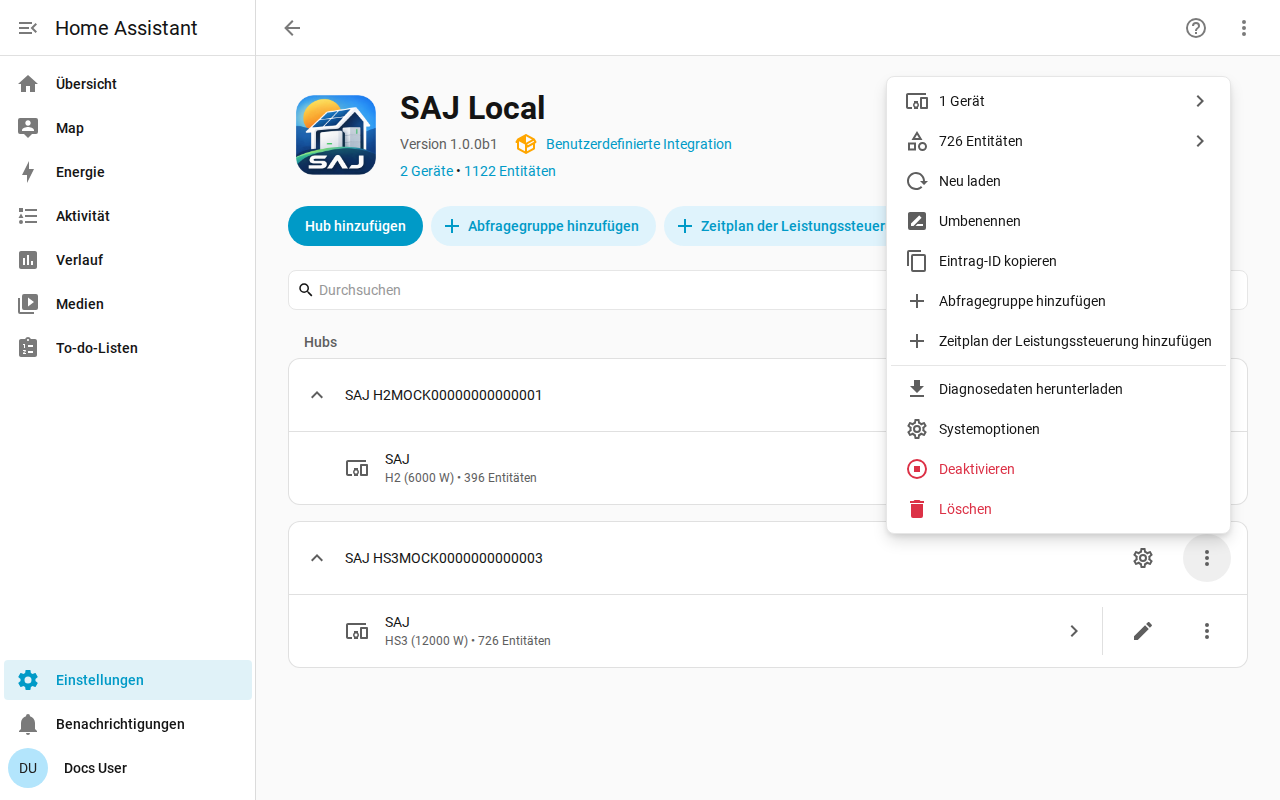 Home Assistant
Übersicht
Map
Energie
Aktivität
Verlauf
Medien
To-do-Listen
Einstellungen
Benachrichtigungen
DU Docs User
SAJ
SAJ Local
Version 1.0.0b1 Benutzerdefinierte Integration
2 Geräte • 1122 Entitäten
Hub hinzufügen
Abfragegruppe hinzufügen
Zeitplan der Leistungssteuer
Durchsuchen
Hubs
SAJ H2MOCK00000000000001
SAJ
H2 (6000 W) • 396 Entitäten
SAJ HS3MOCK0000000000003
SAJ
HS3 (12000 W) • 726 Entitäten
1 Gerät
726 Entitäten
Neu laden
Umbenennen
Eintrag-ID kopieren
Abfragegruppe hinzufügen
Zeitplan der Leistungssteuerung hinzufügen
Diagnosedaten herunterladen
Systemoptionen
Deaktivieren
Löschen